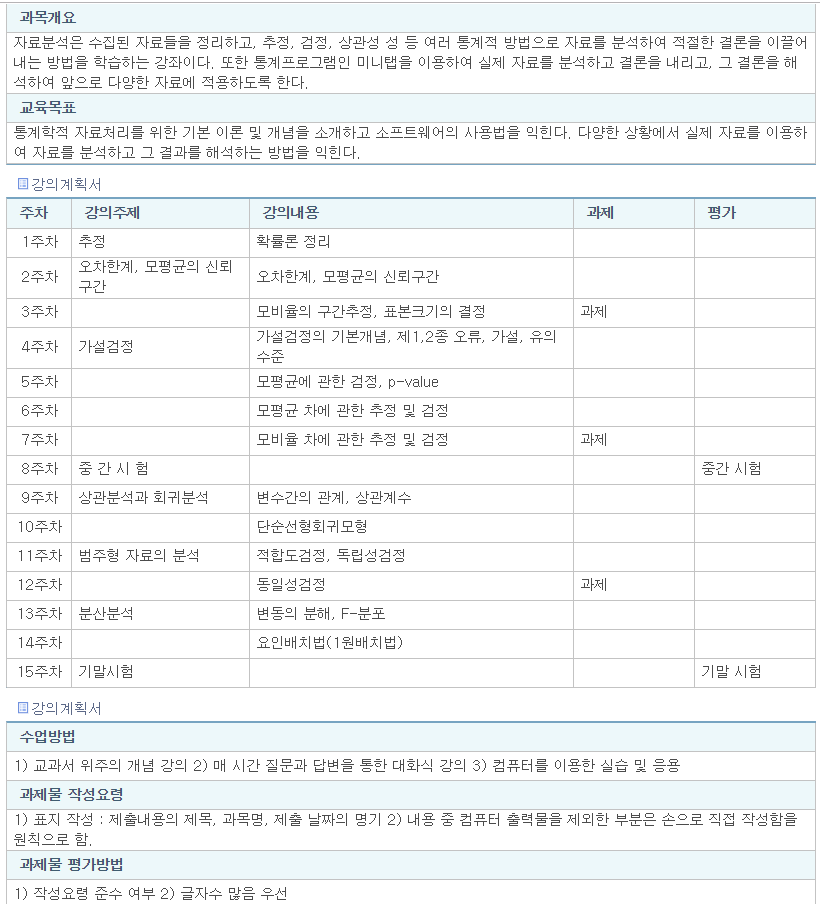 과목개요
자료분석은 수집된 자료들을 정리하고, 추정, 검정, 상관성 성 등 여러 통계적 방법으로 자료를 분석하여 적절한 결론을 이끌어
내는 방법을 학습하는 강좌이다. 또한 통계프로그램인 미니탭을 이용하여 실제 자료를 분석하고 결론을 내리고, 그 결론을 해
석하여 앞으로 다양한 자료에 적용하도록 한다.
교육목표
통계학적 자료처리를 위한 기본 이론 및 개념을 소개하고 소프트웨어의 사용법을 익힌다. 다양한 상황에서 실제 자료를 이용하
여 자료를 분석하고 그 결과를 해석하는 방법을 익힌다.
강의계획서
주차 강의주제 강의내용 과제 평가
1주차 추정 확률론 정리
2주차 오차한계, 모평균의 신뢰
구간 오차한계, 모평균의 신뢰구간
3주차 모비율의 구간추정, 표본크기의 결정 과제
4주차 가설검정 가설검정의 기본개념, 제1,2종 오류, 가설, 유의
수준
5주차 모평균에 관한 검정, p-value
6주차 모평균 차에 관한 추정 및 검정
7주차 모비율 차에 관한 추정 및 검정 과제
8주차 중 간 시 험 중간 시험
9주차 상관분석과 회귀분석 변수간의 관계, 상관계수
10주차 단순선형회귀모형
11주차 범주형 자료의 분석 적합도검정, 독립성검정
12주차 동일성검정 과제
13주차 분산분석 변동의 분해, F-분포
14주차 요인배치법(1원배치법)
15주차 기말시험 기말 시험
강의계획서
수업방법
1) 교과서 위주의 개념 강의 2) 매 시간 질문과 답변을 통한 대화식 강의 3) 컴퓨터를 이용한 실습 및 응용
과제물 작성요령
1) 표지 작성 : 제출내용의 제목, 과목명, 제출 날짜의 명기 2) 내용 중 컴퓨터 출력물을 제외한 부분은 손으로 직접 작성함을
원칙으로 함.
과제물 평가방법
1) 작성요령 준수 여부 2) 글자수 많음 우선